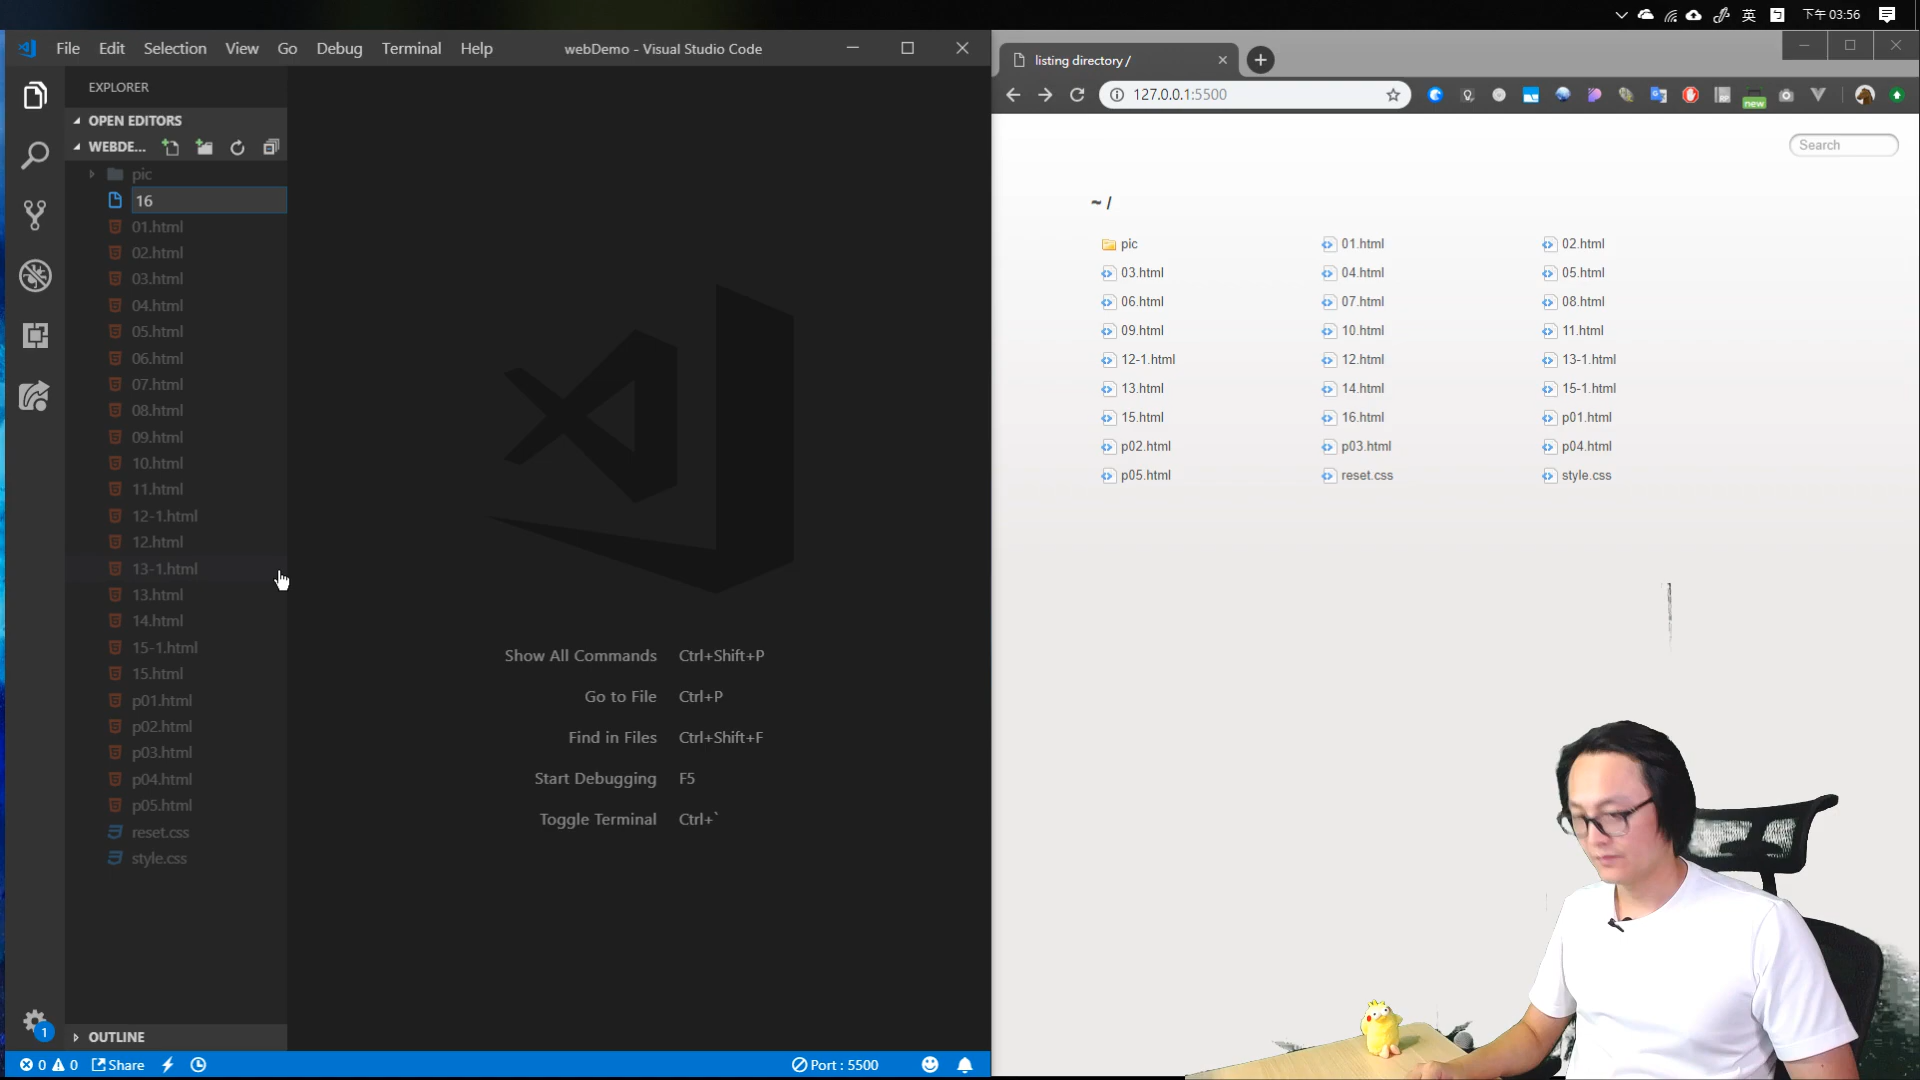 英 下午 03:56
File Edit Selection View Go Debug Terminal Help webDemo - Visual Studio Code
EXPLORER
OPEN EDITORS
WEBDE...
pic
16
01.html
02.html
03.html
04.html
05.html
06.html
07.html
08.html
09.html
10.html
11.html
12-1.html
12.html
13-1.html
13.html
14.html
15-1.html
15.html
p01.html
p02.html
p03.html
p04.html
p05.html
reset.css
style.css
OUTLINE
1
0 0 Share Port : 5500
Show All Commands Ctrl+Shift+P
Go to File Ctrl+P
Find in Files Ctrl+Shift+F
Start Debugging F5
Toggle Terminal Ctrl+`
listing directory /
127.0.0.1:5500
new
Search
~ /
pic 01.html 02.html
03.html 04.html 05.html
06.html 07.html 08.html
09.html 10.html 11.html
12-1.html 12.html 13-1.html
13.html 14.html 15-1.html
15.html 16.html p01.html
p02.html p03.html p04.html
p05.html reset.css style.css